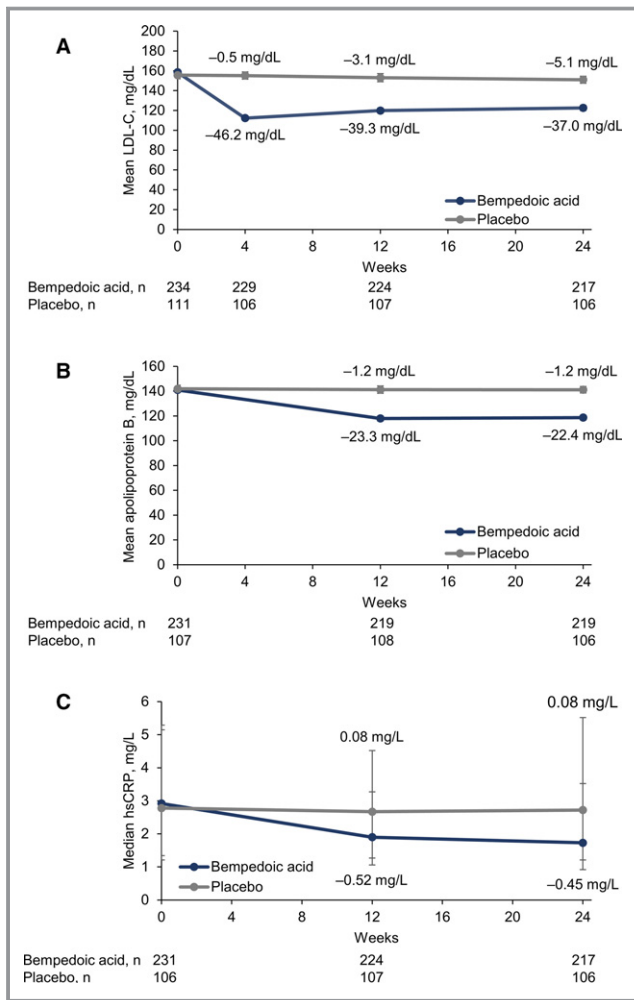 A
Mean LDL-C, mg/dL
200
180
160
140
120
100
80
60
40
20
0
–0.5 mg/dL
–3.1 mg/dL
–5.1 mg/dL
–46.2 mg/dL
–39.3 mg/dL
–37.0 mg/dL
Bempedoic acid
Placebo
0 4 8 12 16 20 24
Weeks
Bempedoic acid, n 234 229 224 217
Placebo, n 111 106 107 106
B
Mean apolipoprotein B, mg/dL
160
140
120
100
80
60
40
20
0
–1.2 mg/dL
–1.2 mg/dL
–23.3 mg/dL
–22.4 mg/dL
Bempedoic acid
Placebo
0 4 8 12 16 20 24
Weeks
Bempedoic acid, n 231 219 219
Placebo, n 107 108 106
C
Median hsCRP, mg/L
6
5
4
3
2
1
0
0.08 mg/L
0.08 mg/L
–0.52 mg/L
–0.45 mg/L
Bempedoic acid
Placebo
0 4 8 12 16 20 24
Weeks
Bempedoic acid, n 231 224 217
Placebo, n 106 107 106